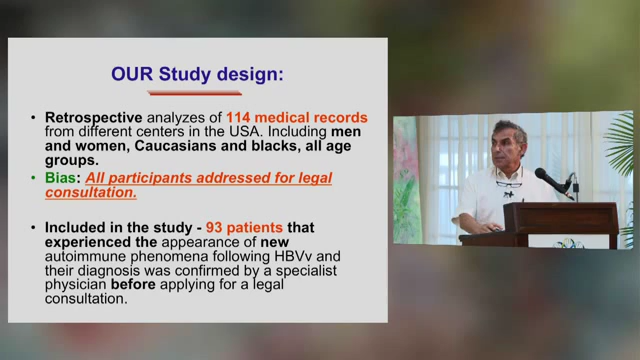 OUR Study design:
• Retrospective analyzes of 114 medical records
from different centers in the USA. Including men
and women, Caucasians and blacks, all age
groups.
• Bias: All participants addressed for legal
consultation.
• Included in the study - 93 patients that
experienced the appearance of new
autoimmune phenomena following HBVv and
their diagnosis was confirmed by a specialist
physician before applying for a legal
consultation.